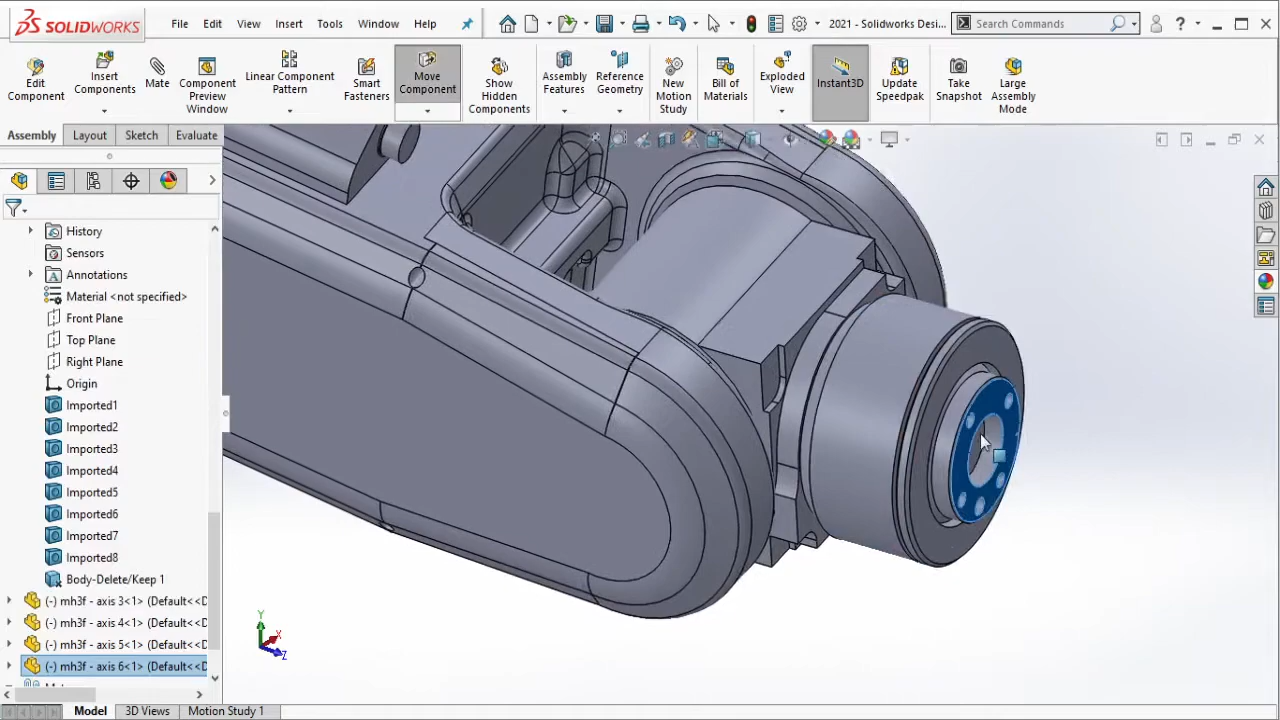 SOLIDWORKS File Edit View Insert Tools Window Help 2021 - Solidworks Desi... Search Commands
Edit Component
Insert Components
Mate
Component Preview Window
Linear Component Pattern
Smart Fasteners
Move Component
Show Hidden Components
Assembly Features
Reference Geometry
New Motion Study
Bill of Materials
Exploded View
Instant3D
Update Speedpak
Take Snapshot
Large Assembly Mode
Assembly Layout Sketch Evaluate
History
Sensors
Annotations
Material <not specified>
Front Plane
Top Plane
Right Plane
Origin
Imported1
Imported2
Imported3
Imported4
Imported5
Imported6
Imported7
Imported8
Body-Delete/Keep 1
(-) mh3f - axis 3<1> (Default<<D
(-) mh3f - axis 4<1> (Default<<D
(-) mh3f - axis 5<1> (Default<<D
(-) mh3f - axis 6<1> (Default<<D
Y
X
Z
Model 3D Views Motion Study 1